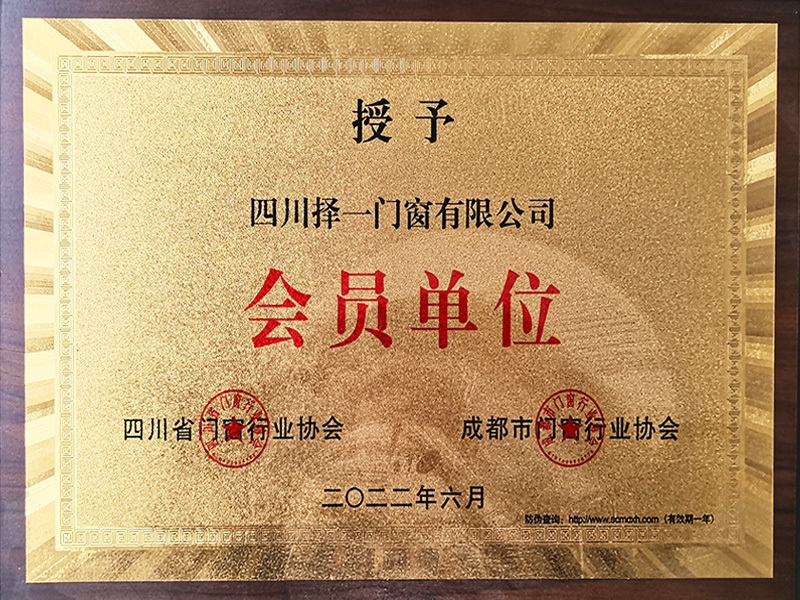 授予
四川择一门窗有限公司
会员单位
四川省门窗行业协会 成都市门窗行业协会
二〇二二年六月
防伪查询：http://www.scmcxh.com（有效期一年）